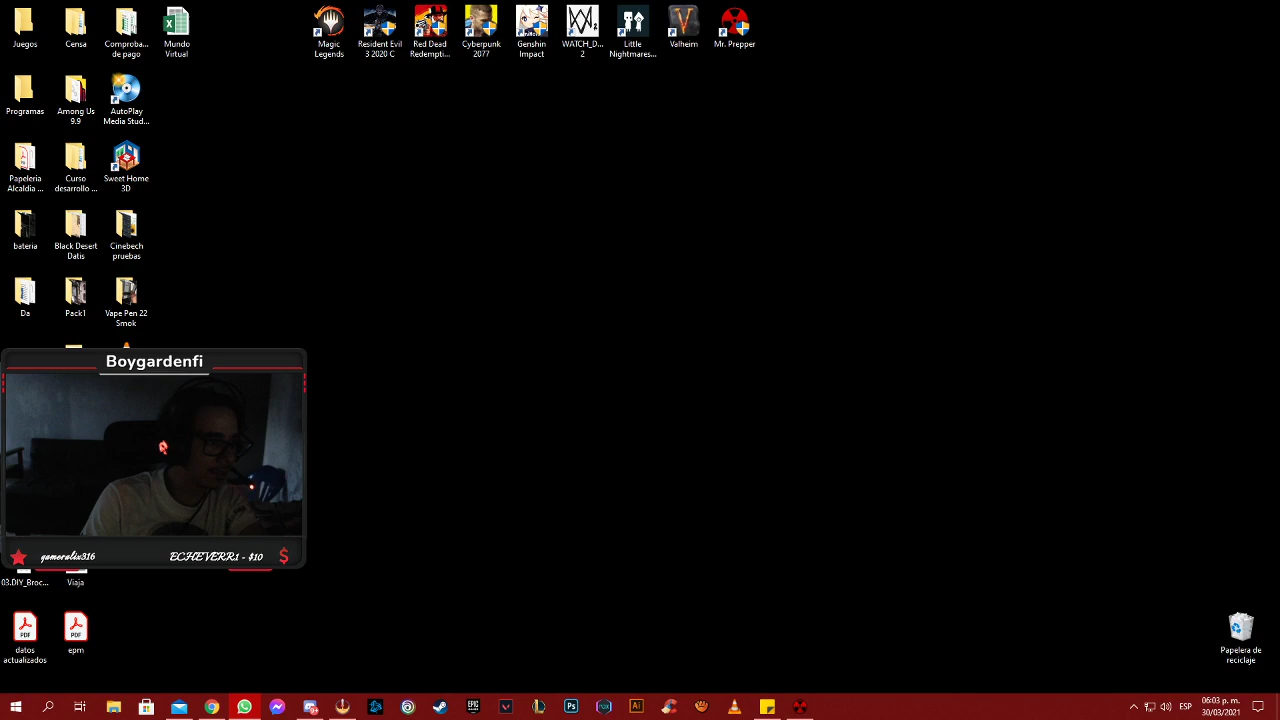 Juegos
Censa
Comproba...
de pago
Mundo
Virtual
Magic
Legends
Resident Evil
3 2020 C
Red Dead
Redempti...
Cyberpunk
2077
Genshin
Impact
WATCH_D...
2
Little
Nightmares...
Valheim
Mr. Prepper
Programas
Among Us
9.9
AutoPlay
Media Stud...
Papeleria
Alcaldia ...
Curso
desarrollo ...
Sweet Home
3D
bateria
Black Desert
Datis
Cinebech
pruebas
Da
Pack1
Vape Pen 22
Smok
Boygardenfi
gameralix316
ECHEVERR1 - $10
03.DIY_Broc...
Viaja
PDF
datos
actualizados
PDF
epm
Papelera de
reciclaje
ESP
06:03 p. m.
30/03/2021